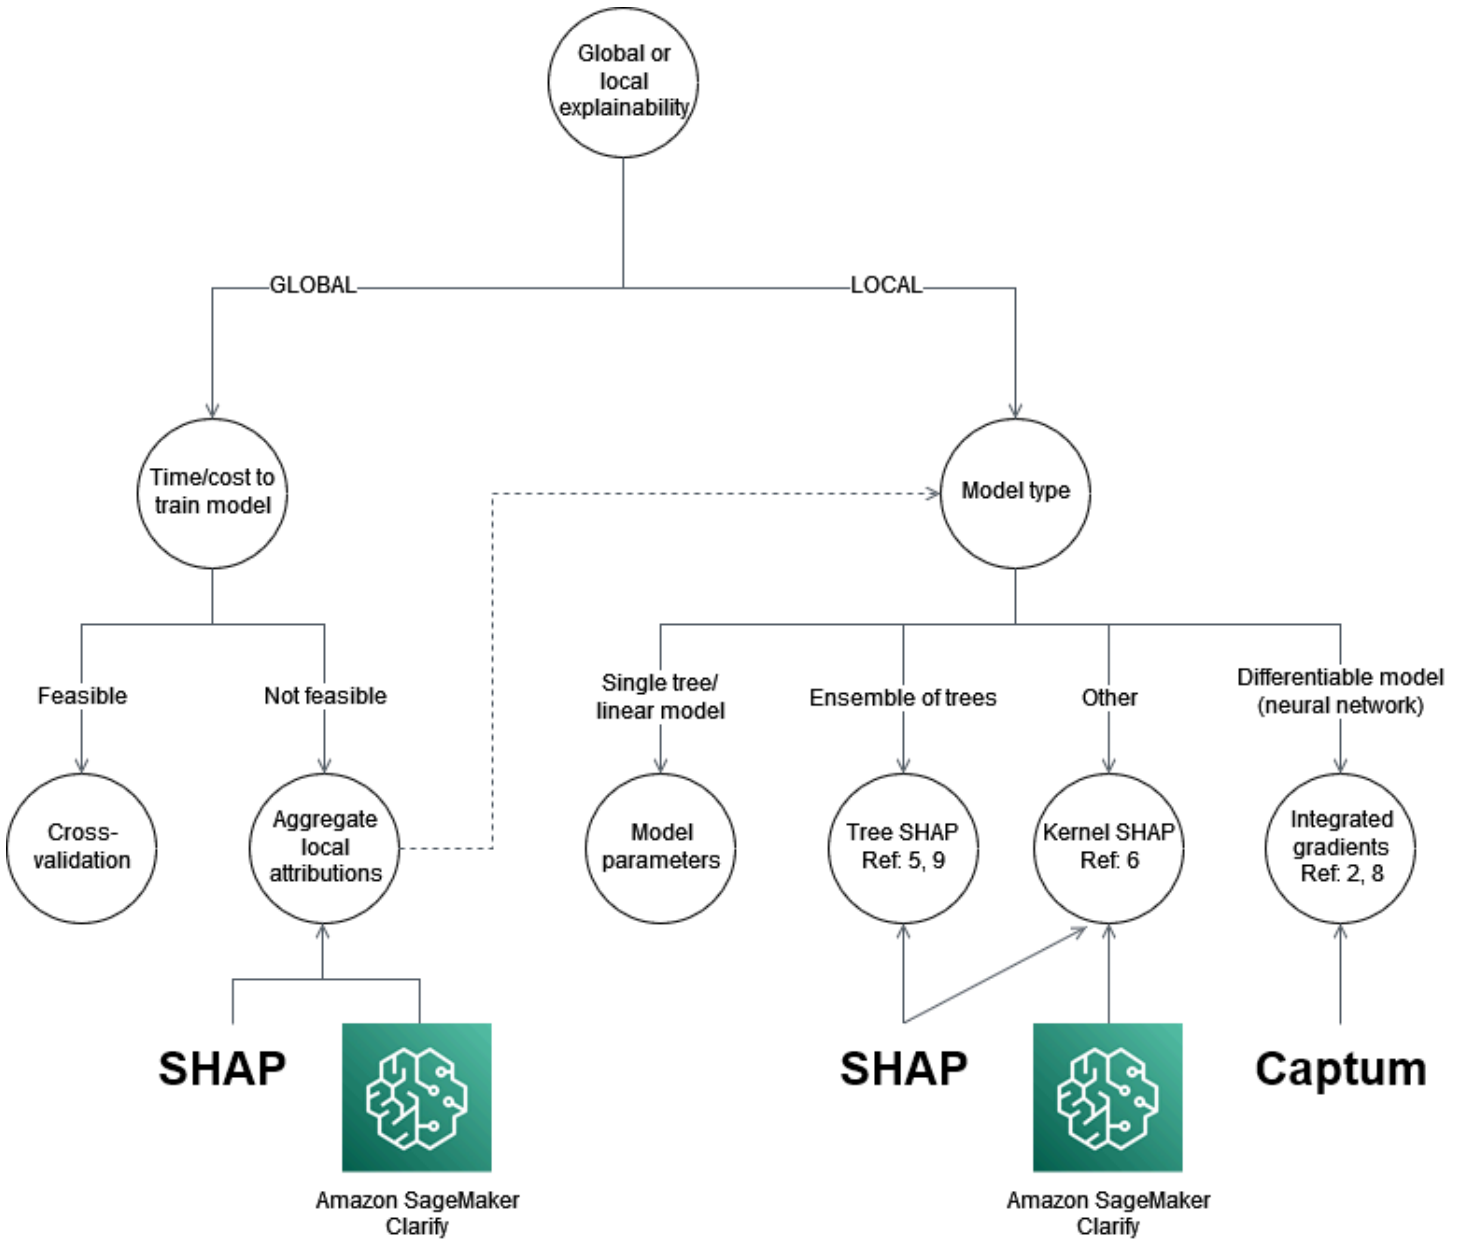 Global or
local
explainability
GLOBAL
LOCAL
Time/cost to
train model
Model type
Feasible
Not feasible
Single tree/
linear model
Ensemble of trees
Other
Differentiable model
(neural network)
Cross-
validation
Aggregate
local
attributions
Model
parameters
Tree SHAP
Ref: 5, 9
Kernel SHAP
Ref: 6
Integrated
gradients
Ref: 2, 8
SHAP
Amazon SageMaker
Clarify
SHAP
Amazon SageMaker
Clarify
Captum